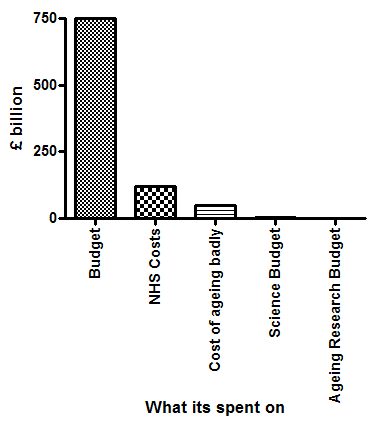 750
500
250
0
£ billion
Budget
NHS Costs
Cost of ageing badly
Science Budget
Ageing Research Budget
What its spent on